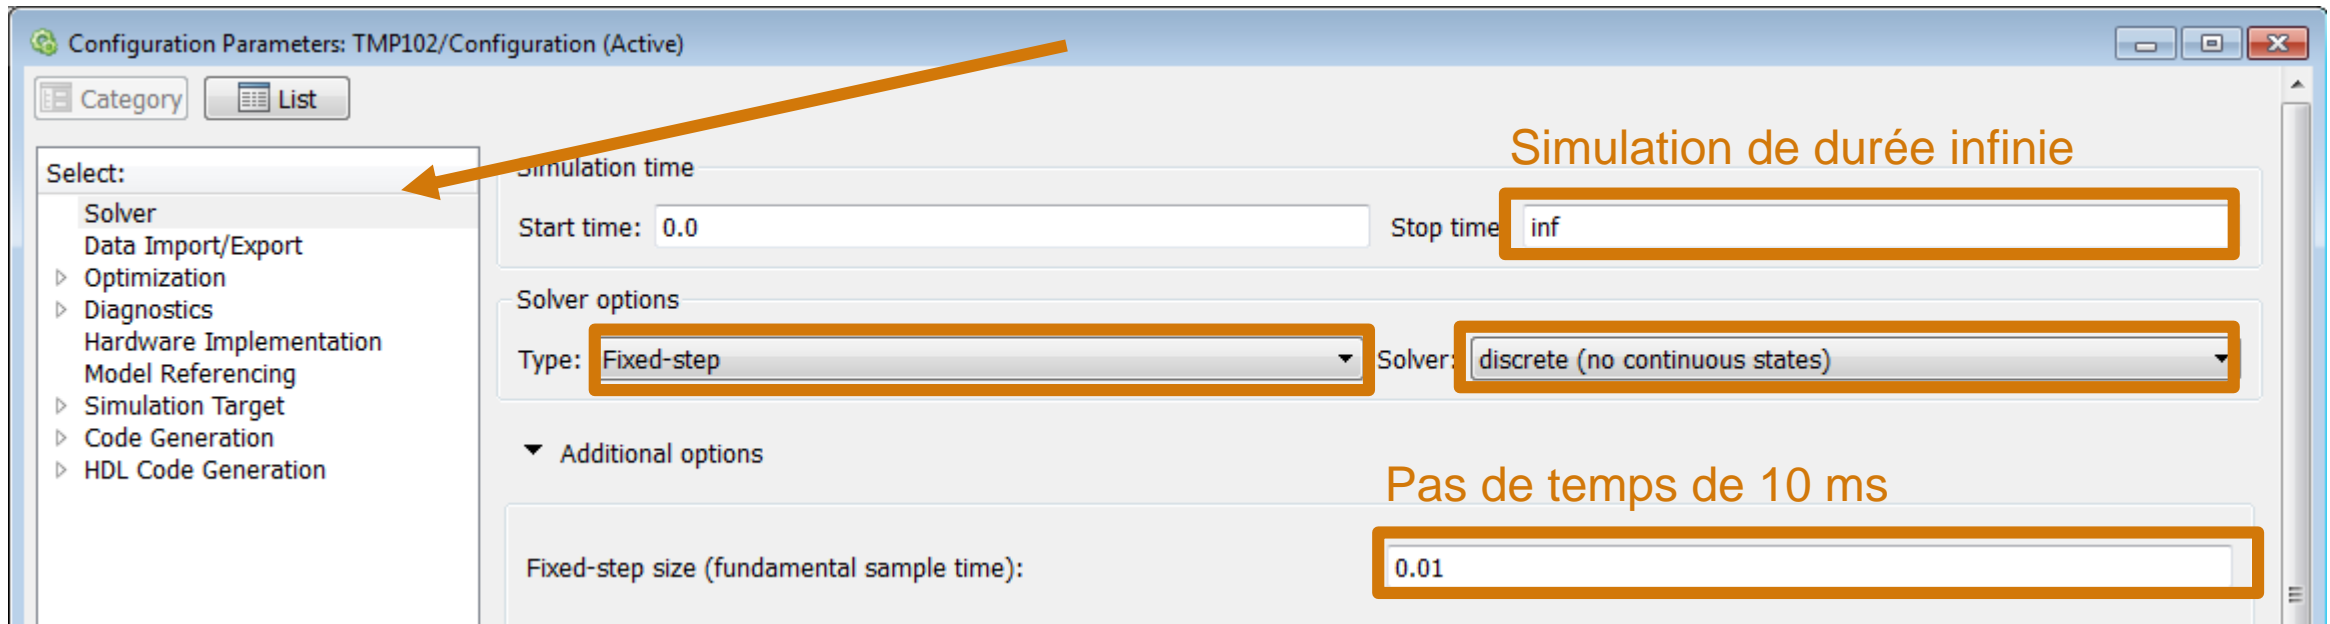 Configuration Parameters: TMP102/Configuration (Active)
Category
List
Select:
Solver
Data Import/Export
Optimization
Diagnostics
Hardware Implementation
Model Referencing
Simulation Target
Code Generation
HDL Code Generation
Simulation time
Simulation de durée infinie
Start time: 0.0
Stop time inf
Solver options
Type: Fixed-step
Solver: discrete (no continuous states)
Additional options
Pas de temps de 10 ms
Fixed-step size (fundamental sample time): 0.01